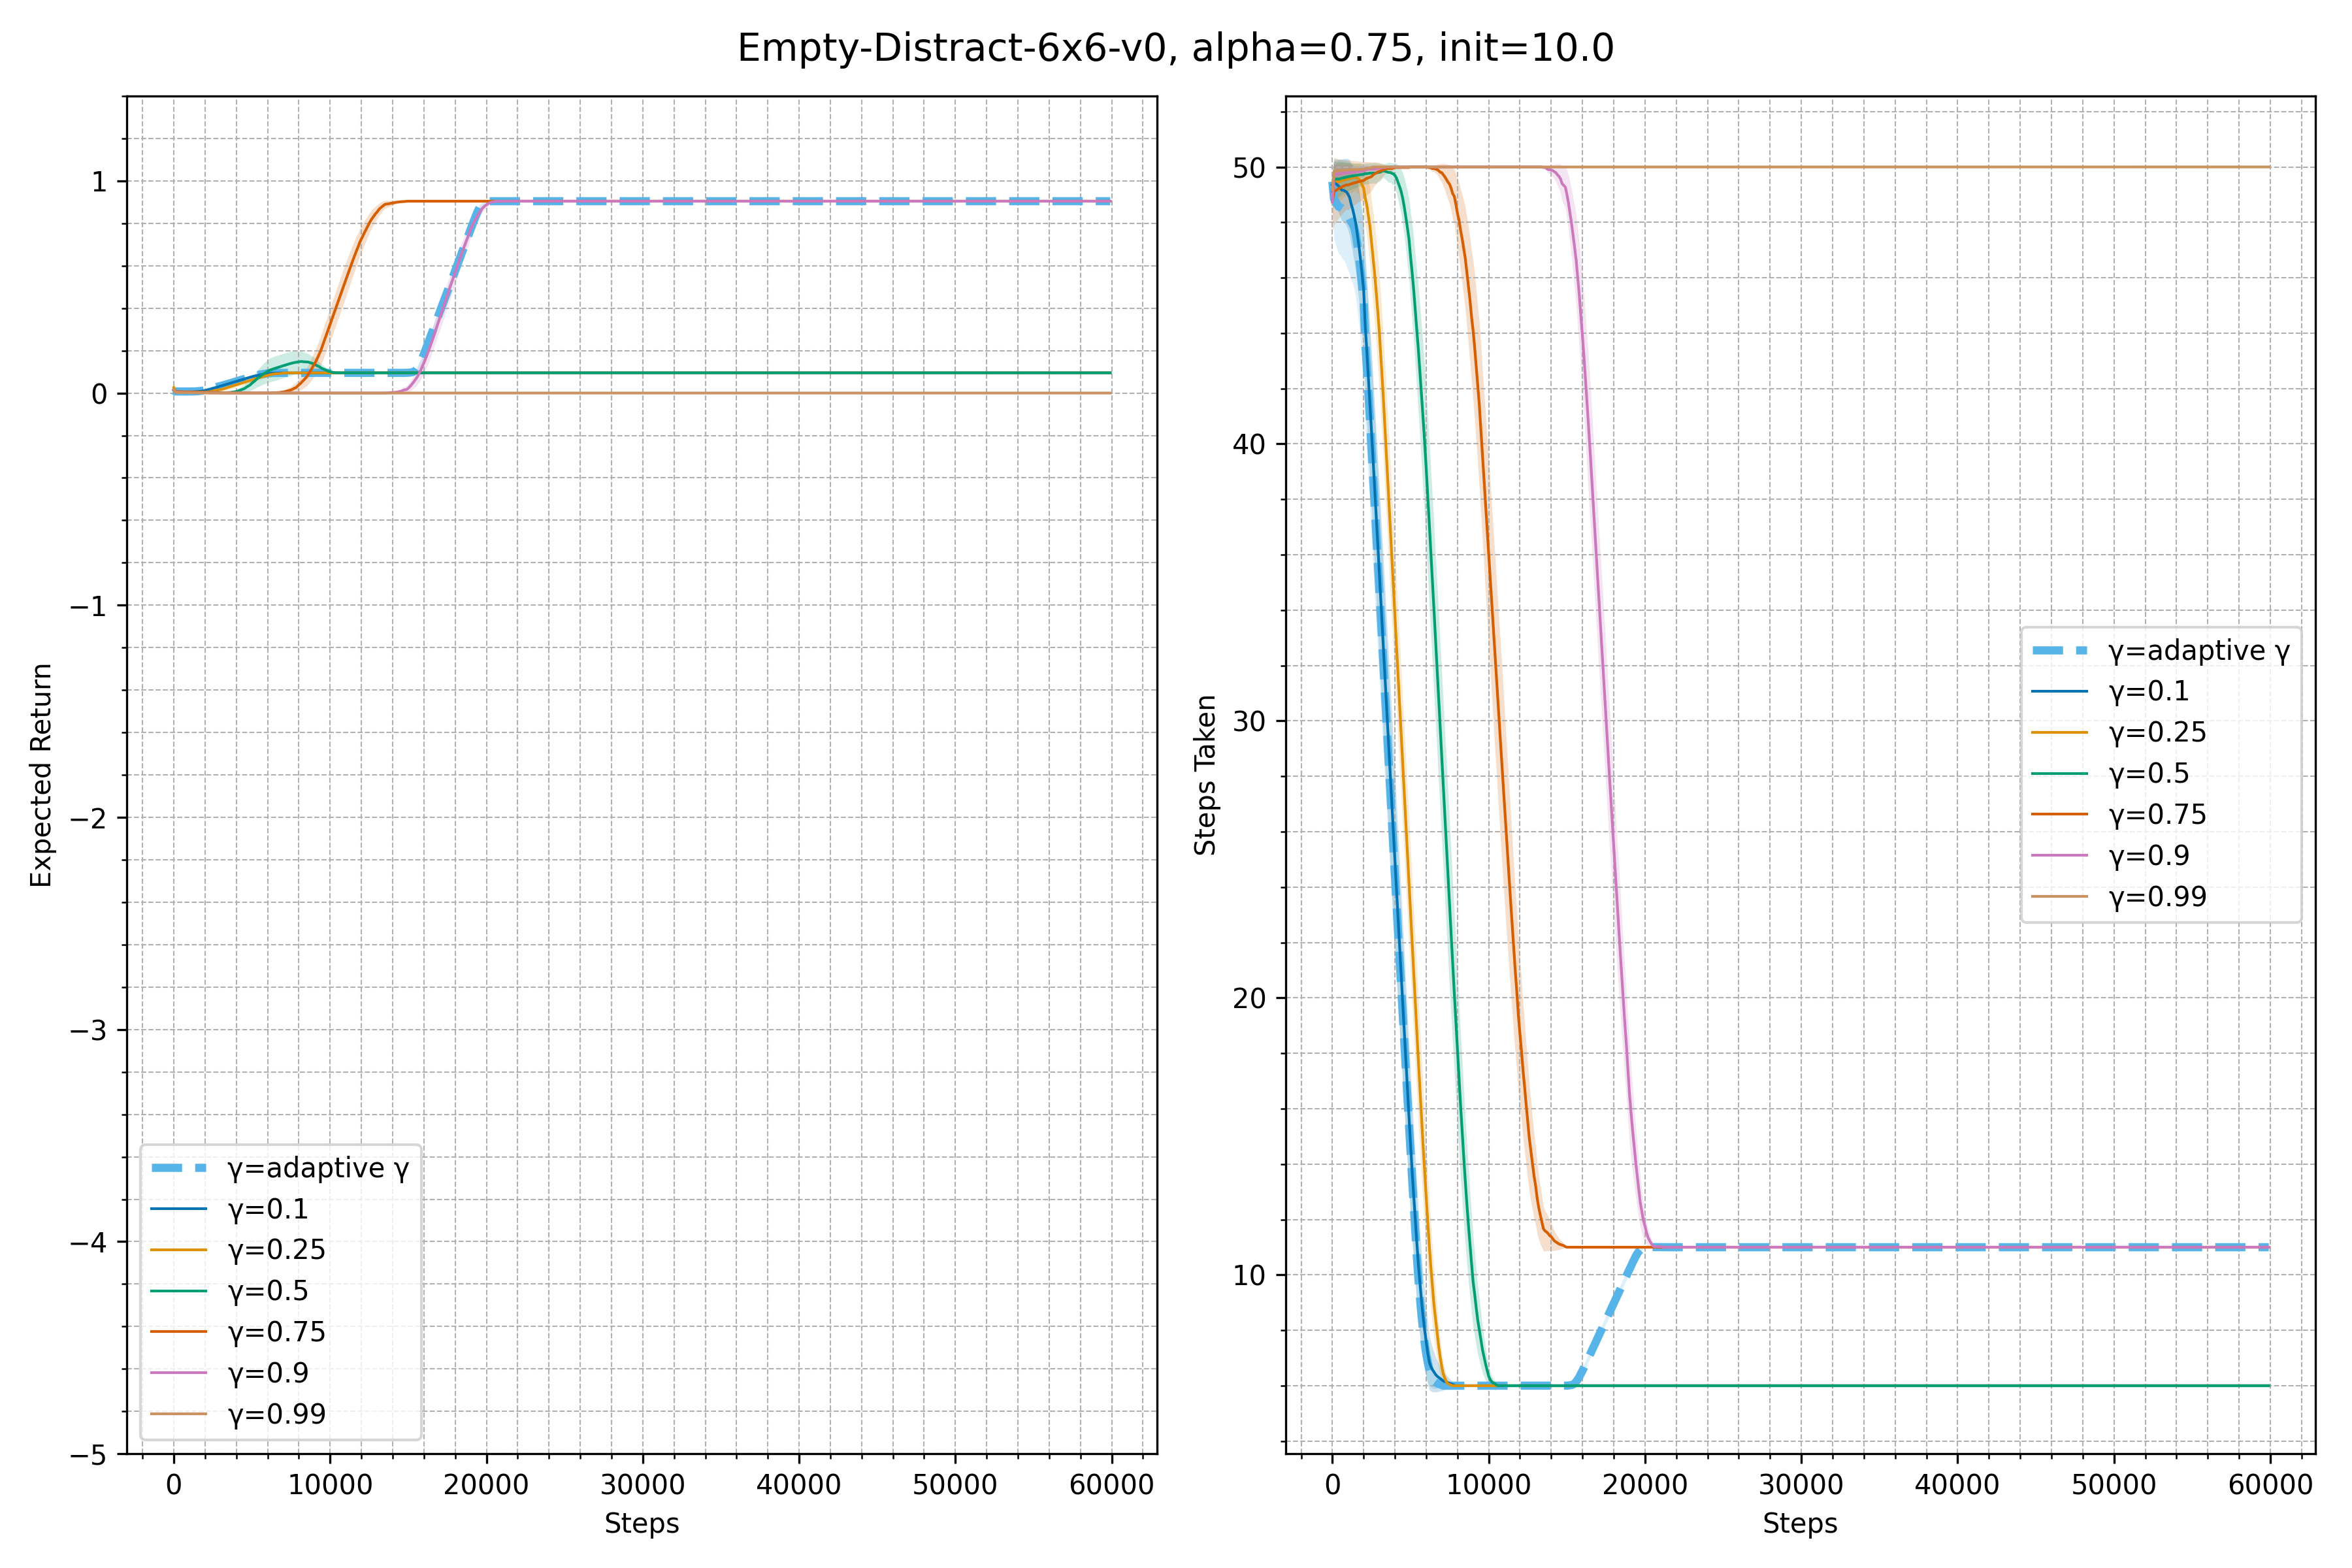 Empty-Distract-6x6-v0, alpha=0.75, init=10.0
Expected Return
1
0
−1
−2
−3
−4
−5
γ=adaptive γ
γ=0.1
γ=0.25
γ=0.5
γ=0.75
γ=0.9
γ=0.99
0 10000 20000 30000 40000 50000 60000
Steps
Steps Taken
50
40
30
20
10
γ=adaptive γ
γ=0.1
γ=0.25
γ=0.5
γ=0.75
γ=0.9
γ=0.99
0 10000 20000 30000 40000 50000 60000
Steps